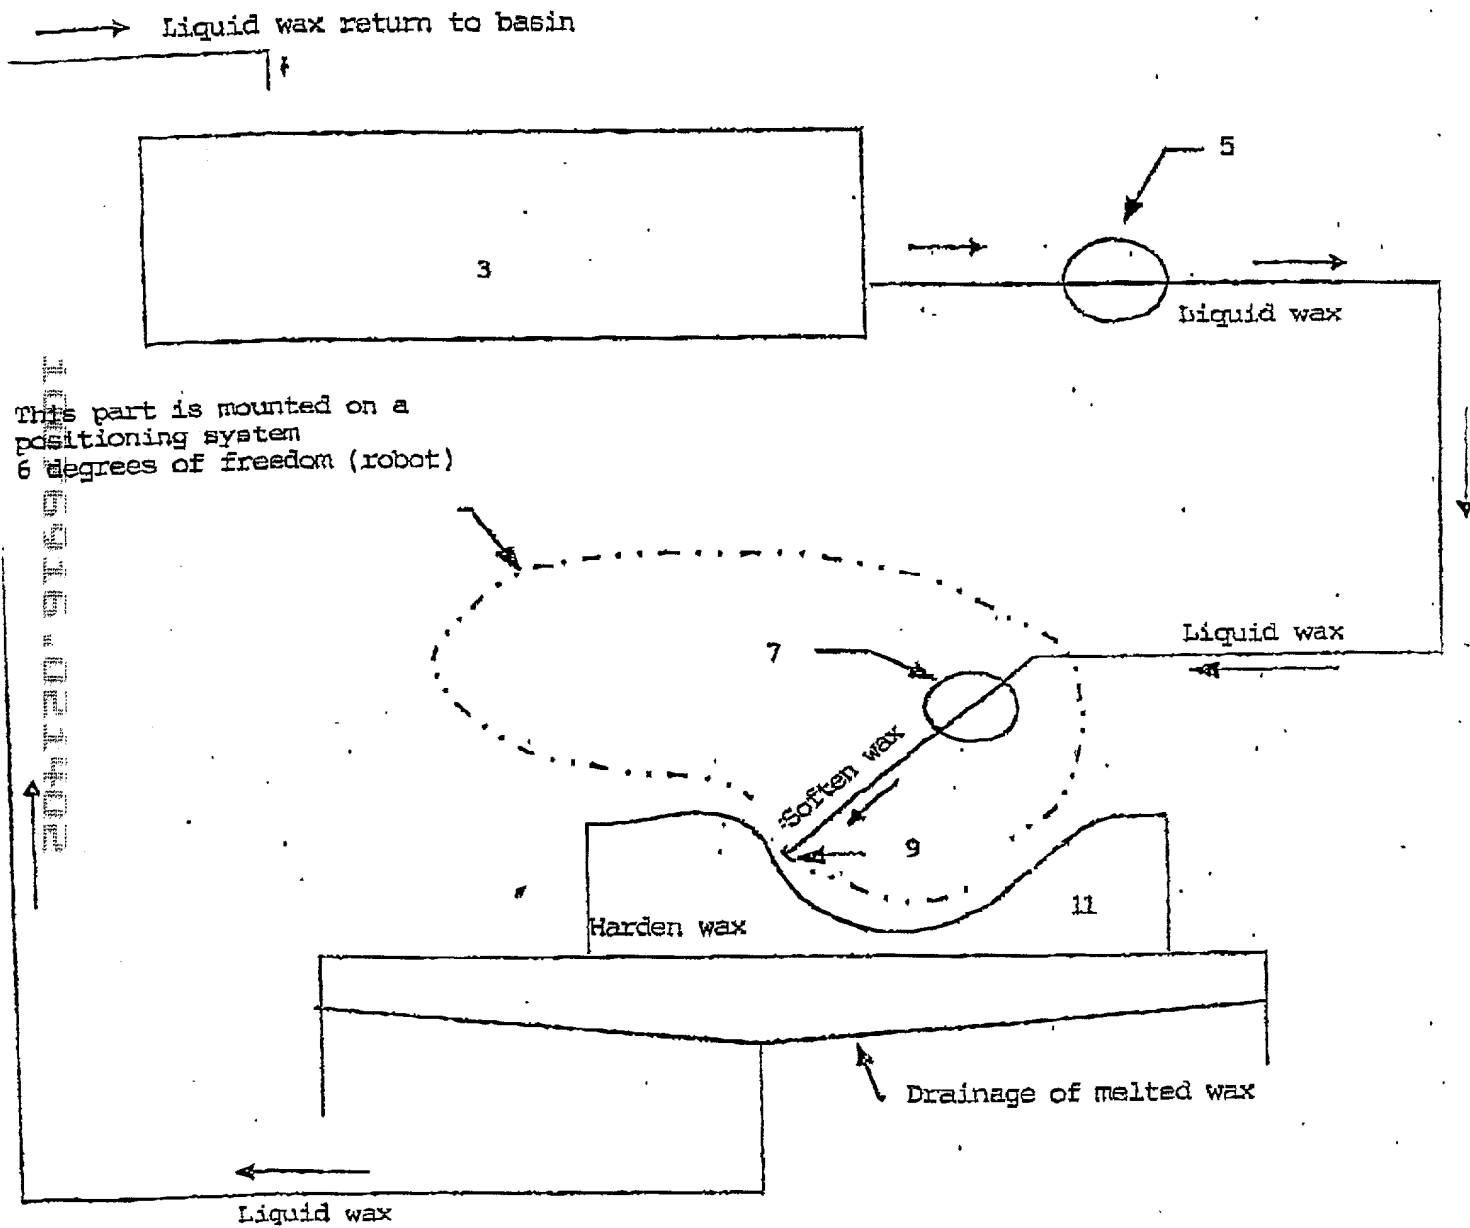 Liquid wax return to basin
5
3
Liquid wax
This part is mounted on a
positioning system
6 degrees of freedom (robot)
Liquid wax
7
Soften wax
9
11
Harden wax
Drainage of melted wax
Liquid wax